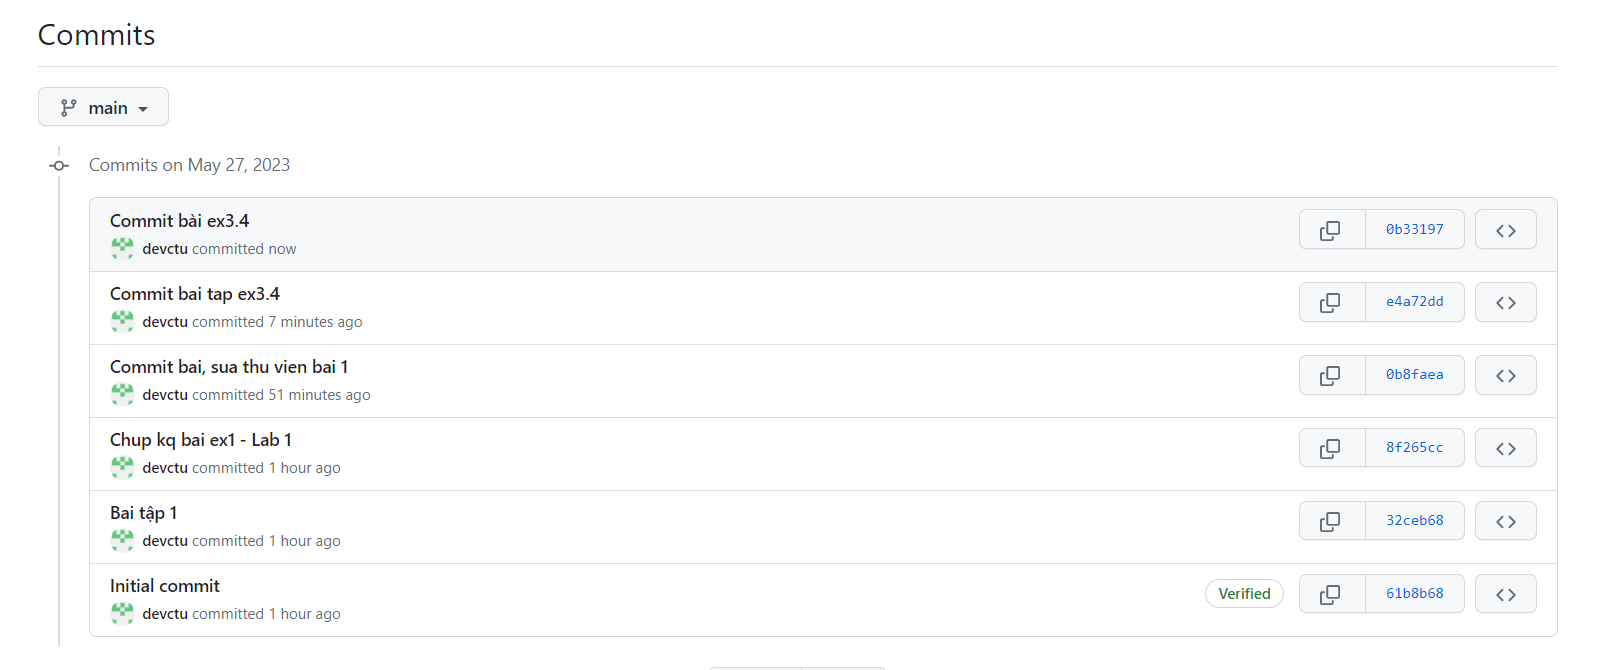 Commits
main
Commits on May 27, 2023
Commit bài ex3.4
devctu committed now
0b33197
Commit bai tap ex3.4
devctu committed 7 minutes ago
e4a72dd
Commit bai, sua thu vien bai 1
devctu committed 51 minutes ago
0b8faea
Chup kq bai ex1 - Lab 1
devctu committed 1 hour ago
8f265cc
Bai tập 1
devctu committed 1 hour ago
32ceb68
Initial commit
devctu committed 1 hour ago
Verified
61b8b68